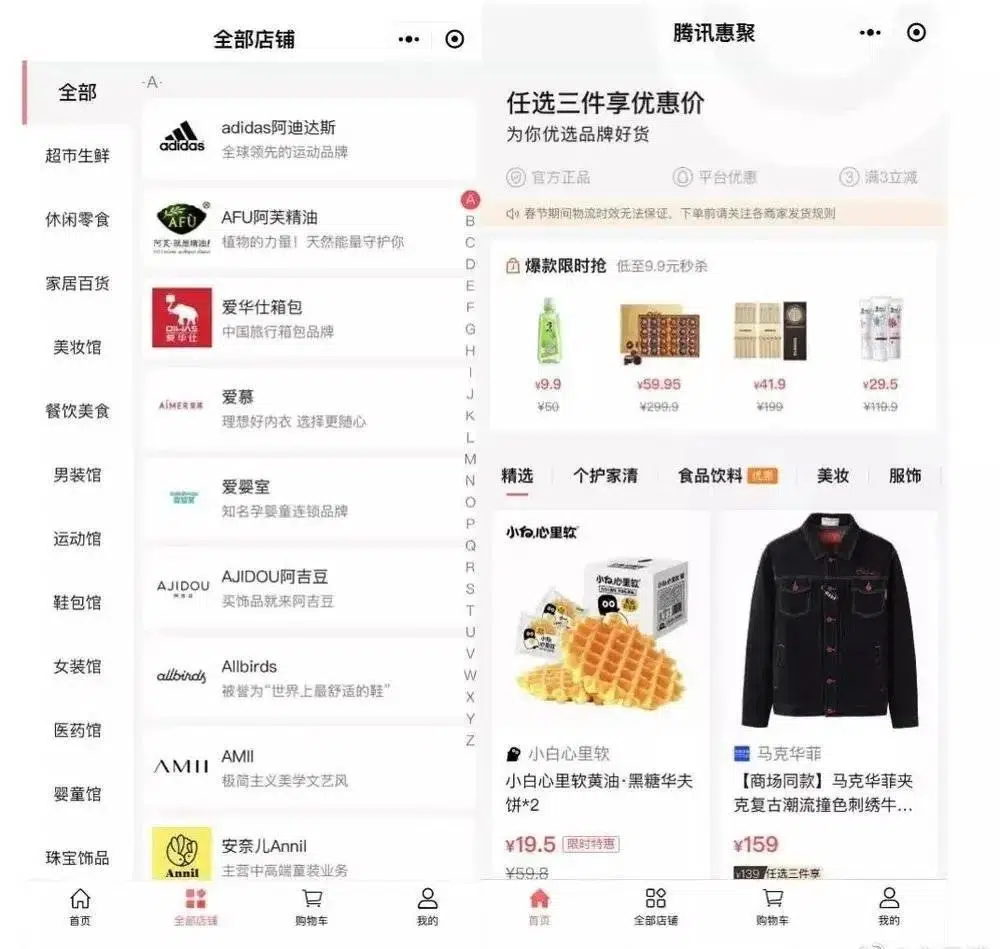 全部店铺
全部
超市生鲜
休闲零食
家居百货
美妆馆
餐饮美食
男装馆
运动馆
鞋包馆
女装馆
医药馆
婴童馆
珠宝饰品
·A·
adidas
adidas阿迪达斯
全球领先的运动品牌
AFU
阿芙·就是精油!
AFU阿芙精油
植物的力量！天然能量守护你
DIWAS
爱华仕
爱华仕箱包
中国旅行箱包品牌
AIMER 爱慕
爱慕
理想好内衣 选择更随心
爱婴室
知名孕婴童连锁品牌
AJIDOU
阿吉豆
AJIDOU阿吉豆
买饰品就来阿吉豆
allbirds
Allbirds
被誉为“世界上最舒适的鞋”
AMII
AMII
极简主义美学文艺风
Annil
安奈儿Annil
主营中高端童装业务
A
B
C
D
E
F
G
H
I
J
K
L
M
N
O
P
Q
R
S
T
U
V
W
X
Y
Z
首页
全部店铺
购物车
我的
腾讯惠聚
任选三件享优惠价
为你优选品牌好货
官方正品
平台优惠
3 满3立减
春节期间物流时效无法保证、下单前请关注各商家发货规则
爆款限时抢 低至9.9元秒杀
¥9.9 ¥59.95 ¥41.9 ¥29.5
¥50 ¥299.9 ¥199 ¥119.9
精选 个护家清 食品饮料 优惠 美妆 服饰
小白心里软
小白心里软
小白心里软
小白心里软黄油·黑糖华夫
饼*2
¥19.5 限时特惠
¥59.8
马克华菲
【商场同款】马克华菲夹
克复古潮流撞色刺绣牛...
¥159
¥139 任选三件享
首页
全部店铺
购物车
我的